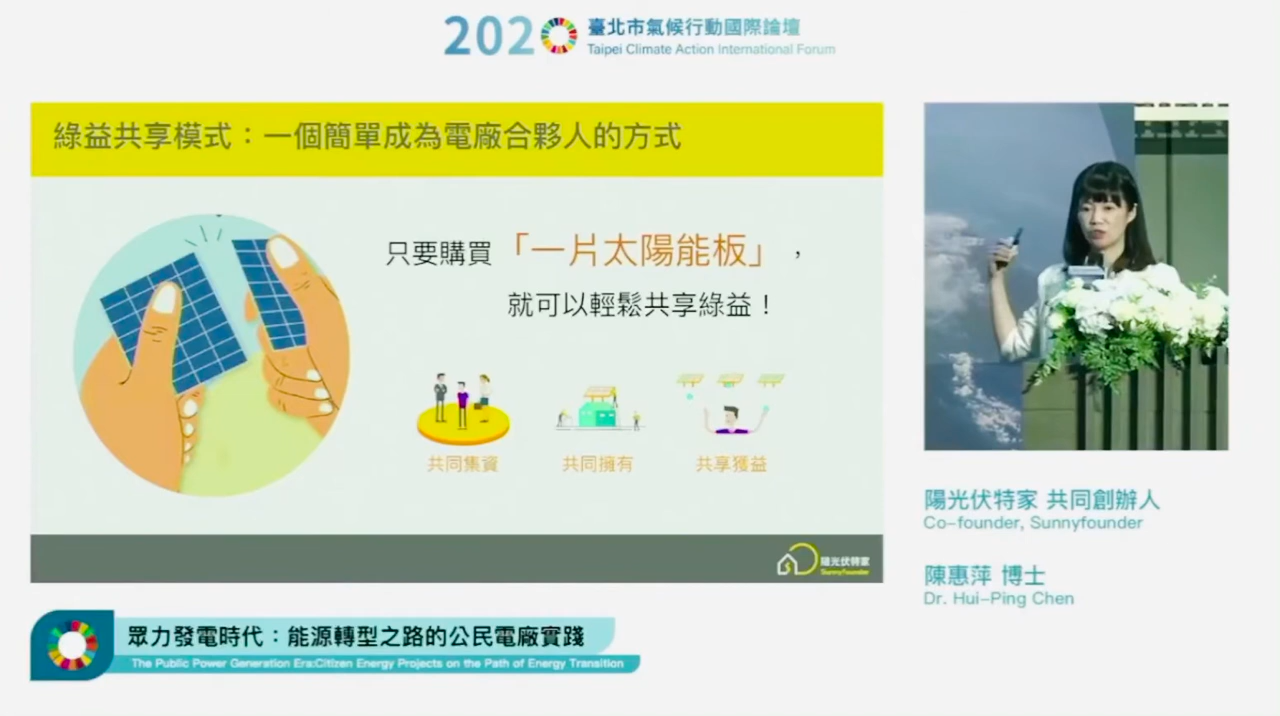 2020 臺北市氣候行動國際論壇
Taipei Climate Action International Forum
綠益共享模式：一個簡單成為電廠合夥人的方式
只要購買「一片太陽能板」，
就可以輕鬆共享綠益！
共同集資 共同擁有 共享獲益
陽光伏特家
Sunnyfounder
陽光伏特家 共同創辦人
Co-founder, Sunnyfounder
陳惠萍 博士
Dr. Hui-Ping Chen
眾力發電時代：能源轉型之路的公民電廠實踐
The Public Power Generation Era:Citizen Energy Projects on the Path of Energy Transition